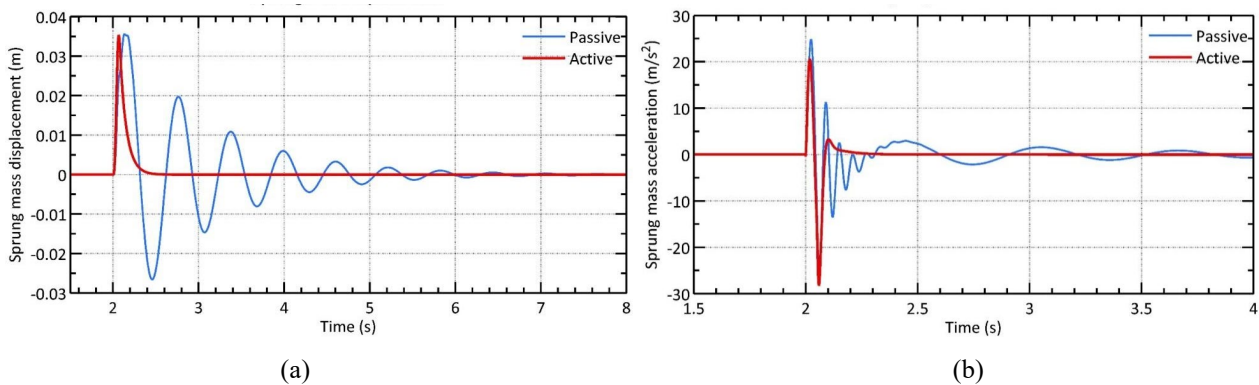 0.04
0.03
0.02
0.01
0
-0.01
-0.02
-0.03
2
3
4
5
6
7
8
Sprung mass displacement (m)
Time (s)
Passive
Active
(a)
30
20
10
0
-10
-20
-30
1.5
2
2.5
3
3.5
4
Sprung mass acceleration (m/s²)
Time (s)
Passive
Active
(b)